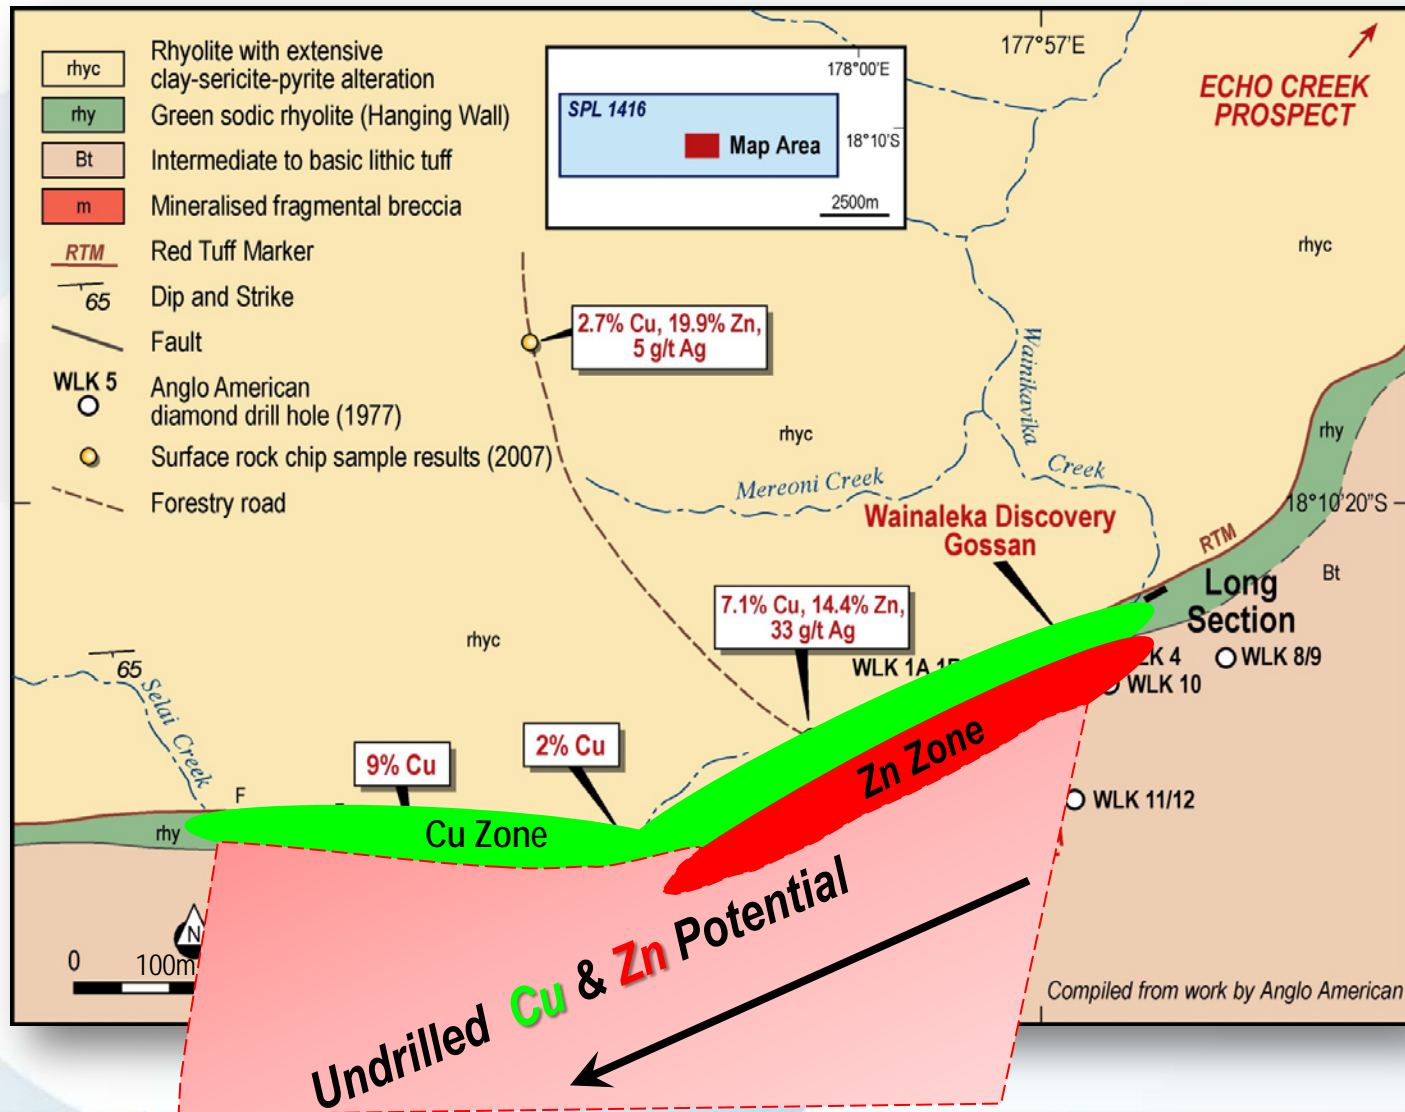 rhyc
Rhyolite with extensive
clay-sericite-pyrite alteration
rhy
Green sodic rhyolite (Hanging Wall)
Bt
Intermediate to basic lithic tuff
m
Mineralised fragmental breccia
RTM
Red Tuff Marker
65
Dip and Strike
Fault
WLK 5
Anglo American
diamond drill hole (1977)
Surface rock chip sample results (2007)
Forestry road
178°00'E
SPL 1416
Map Area
18°10'S
2500m
177°57'E
ECHO CREEK
PROSPECT
rhyc
2.7% Cu, 19.9% Zn,
5 g/t Ag
Wainikavika
Creek
rhyc
Mereoni Creek
rhy
18°10'20"S
Wainaleka Discovery
Gossan
RTM
Bt
Long
Section
7.1% Cu, 14.4% Zn,
33 g/t Ag
rhyc
WLK 1A
LK 4
WLK 8/9
WLK 10
65
Selai Creek
2% Cu
9% Cu
Zn Zone
WLK 11/12
F
rhy
Cu Zone
N
0 100m
Undrilled Cu & Zn Potential
Compiled from work by Anglo American